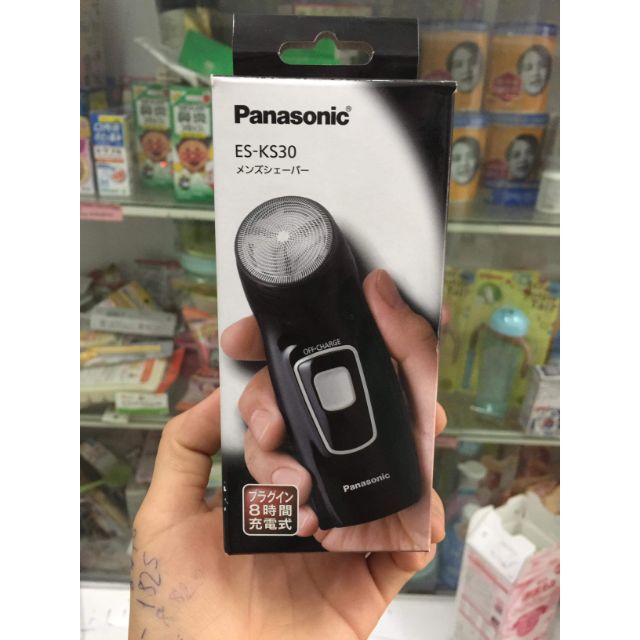 Panasonic®
ES-KS30
メンズシェーバー
OFF-CHARGE
Panasonic
プラグイン
8時間
充電式
1525